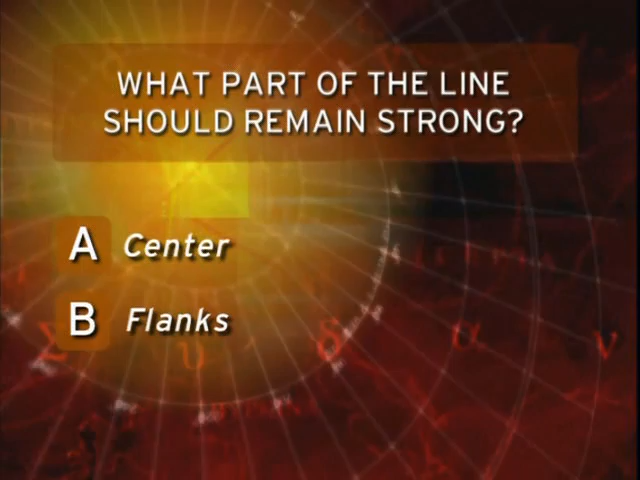 WHAT PART OF THE LINE
SHOULD REMAIN STRONG?
A Center
B Flanks
Σ υ δ α ν